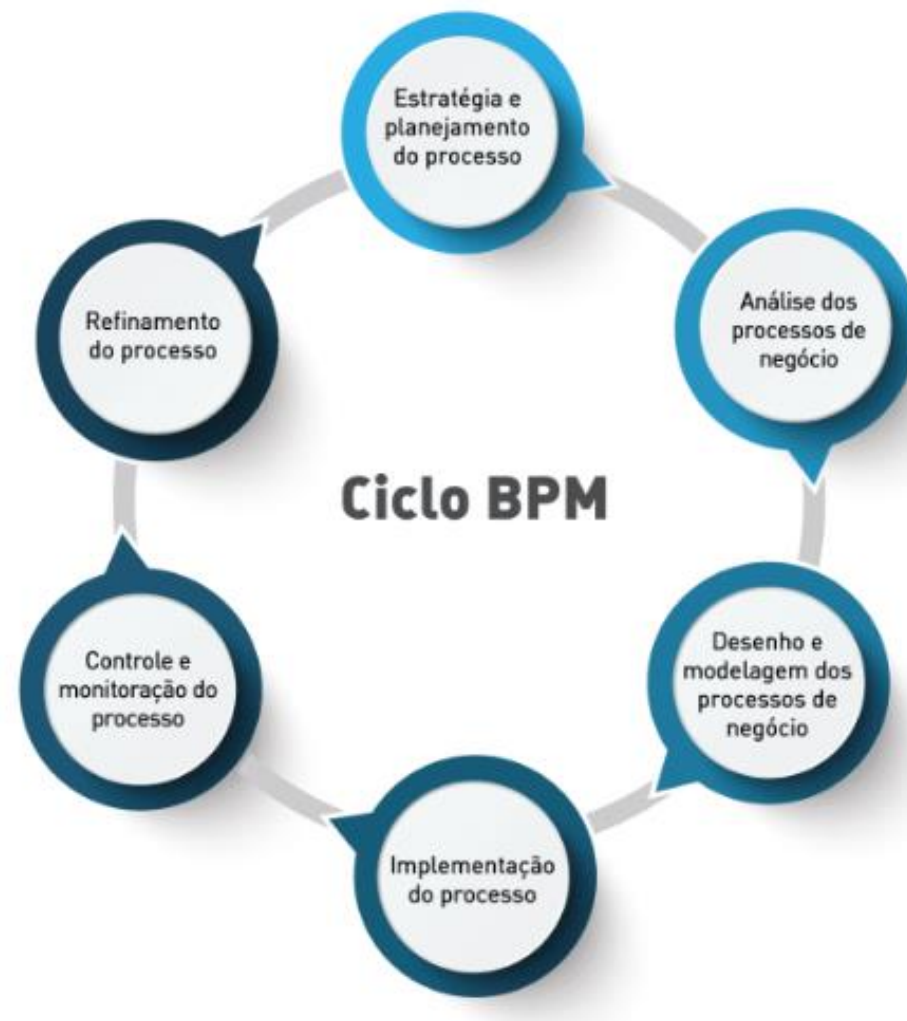 Estratégia e
planejamento
do processo
Análise dos
processos de
negócio
Desenho e
modelagem dos
processos de
negócio
Implementação
do processo
Controle e
monitoração do
processo
Refinamento
do processo
Ciclo BPM